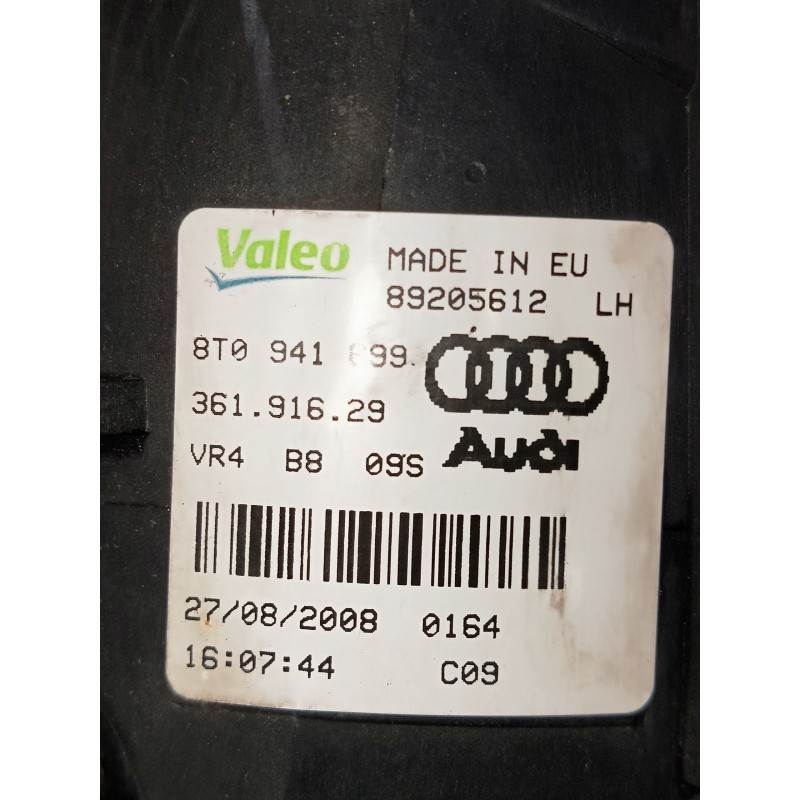 Valeo MADE IN EU
89205612 LH
8T0 941
361.916.29
Audi
VR4 B8 09S
27/08/2008 0164
16:07:44 C09